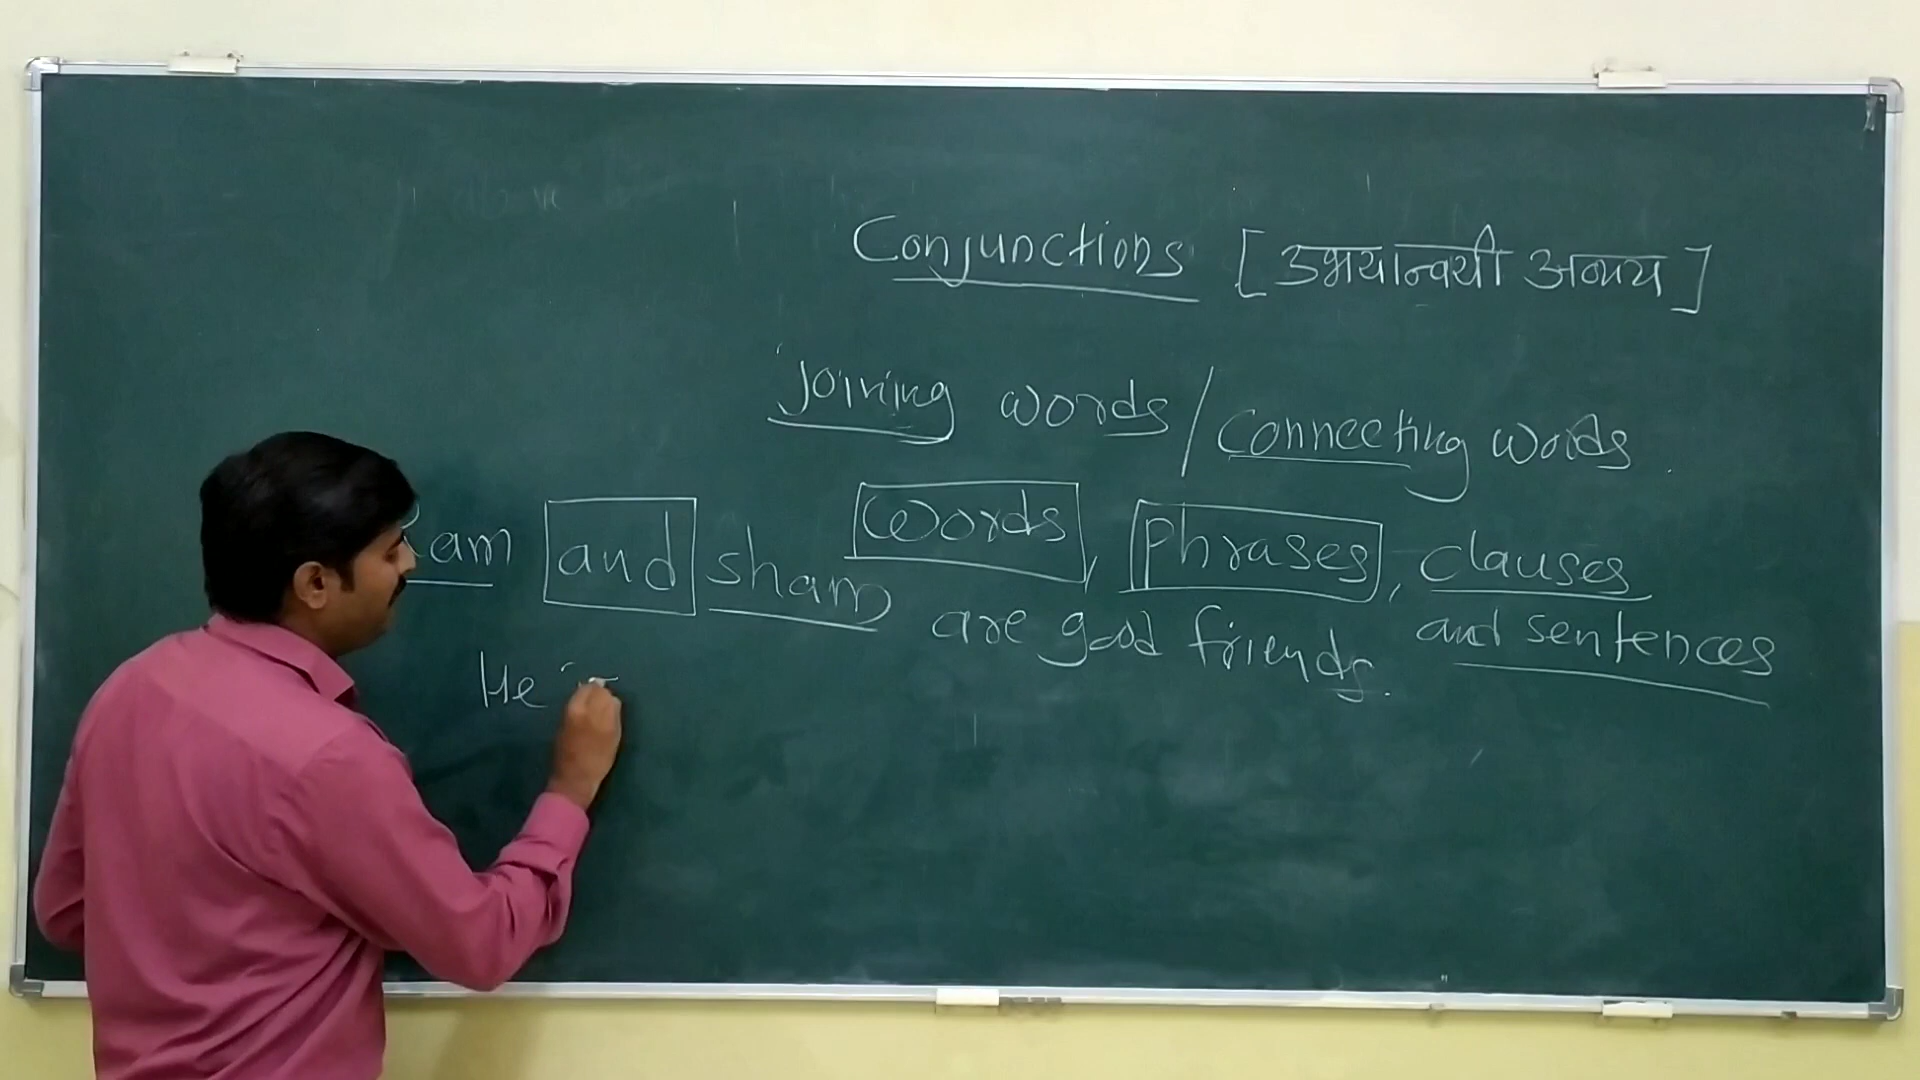 Conjunctions [उभयान्वयी अव्यय]
Joining words / Connecting words.
Words, Phrases, clauses
and sentences
Ram and sham are good friends.
He